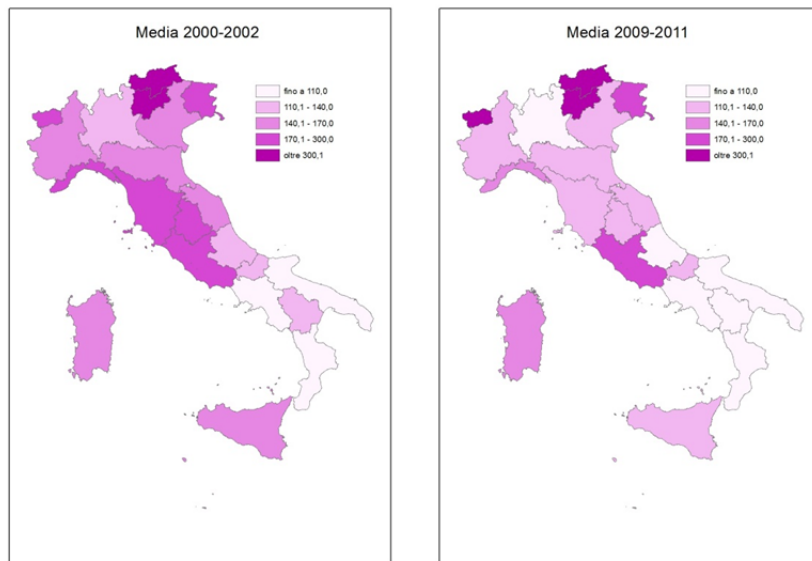 Media 2000-2002
fino a 110,0
110,1 - 140,0
140,1 - 170,0
170,1 - 300,0
oltre 300,1
Media 2009-2011
fino a 110,0
110,1 - 140,0
140,1 - 170,0
170,1 - 300,0
oltre 300,1